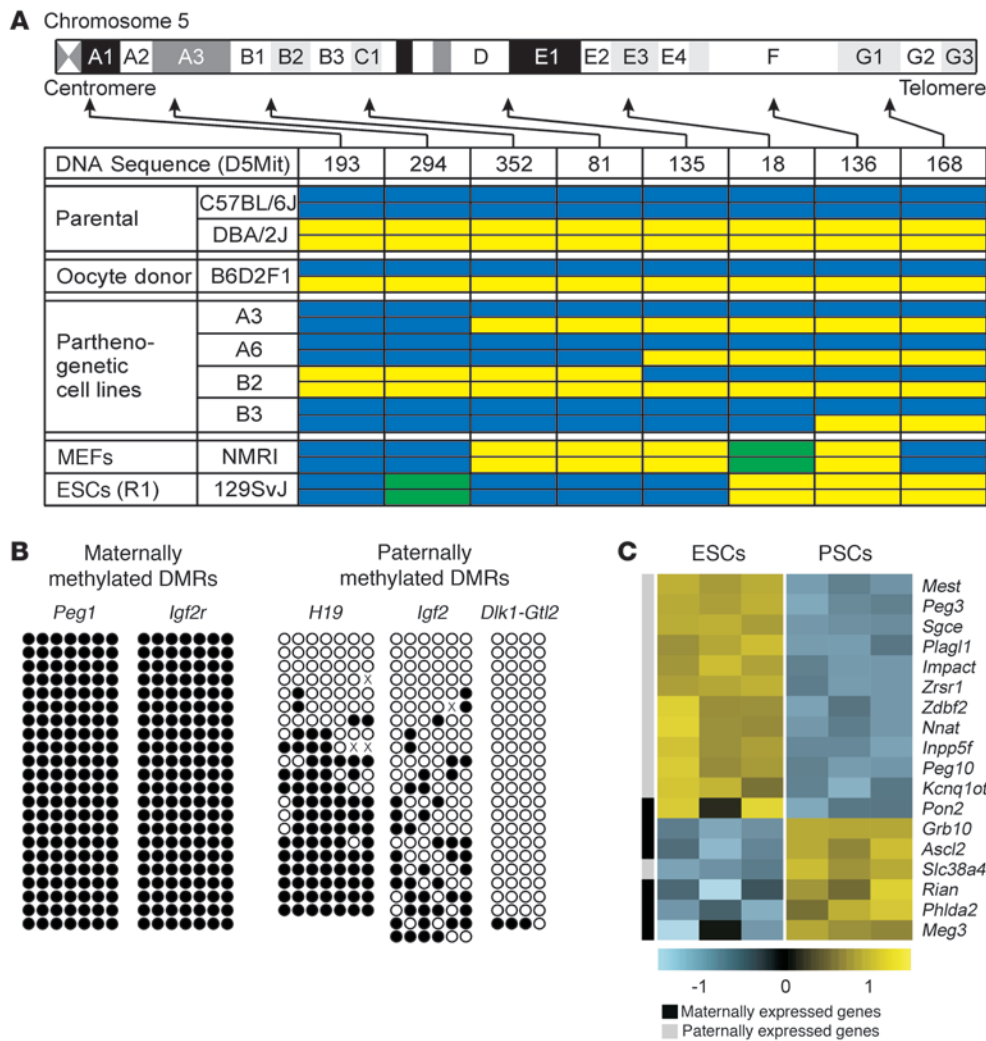 A
Chromosome 5
A1 A2 A3 B1 B2 B3 C1 D E1 E2 E3 E4 F G1 G2 G3
Centromere Telomere
DNA Sequence (D5Mit) 193 294 352 81 135 18 136 168
Parental C57BL/6J
DBA/2J
Oocyte donor B6D2F1
Partheno-
genetic
cell lines
A3
A6
B2
B3
MEFs NMRI
ESCs (R1) 129SvJ
B
Maternally
methylated DMRs
Paternally
methylated DMRs
Peg1 Igf2r H19 Igf2 Dlk1-Gtl2
x
x
x x
C
ESCs PSCs
Mest
Peg3
Sgce
Plagl1
Impact
Zrsr1
Zdbf2
Nnat
Inpp5f
Peg10
Kcnq1ot
Pon2
Grb10
Ascl2
Slc38a4
Rian
Phlda2
Meg3
-1 0 1
Maternally expressed genes
Paternally expressed genes